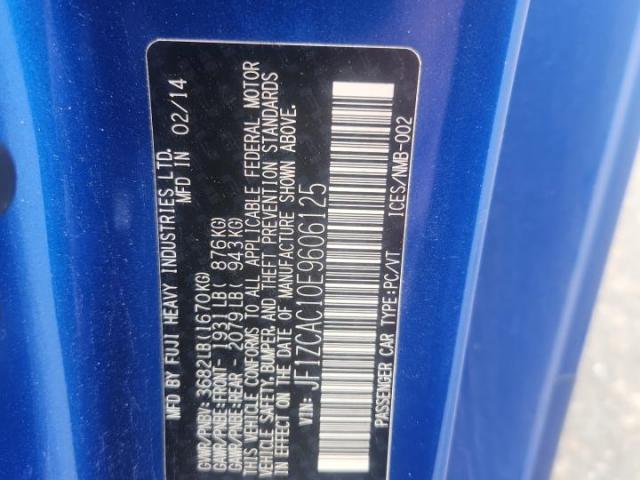 MFD BY FUJI HEAVY INDUSTRIES LTD.
MFD IN 02/14
GVWR/PNBV: 3682LB(1670KG)
GAWR/PNBE:FRONT- 1931LB( 876KG)
GAWR/PNBE:REAR - 2079LB( 943KG)
THIS VEHICLE CONFORMS TO ALL APPLICABLE FEDERAL MOTOR
VEHICLE SAFETY,BUMPER, AND THEFT PREVENTION STANDARDS
IN EFFECT ON THE DATE OF MANUFACTURE SHOWN ABOVE.
VIN: JF1ZCAC10E9606125
PASSENGER CAR TYPE:PC/VT ICES/NMB-002